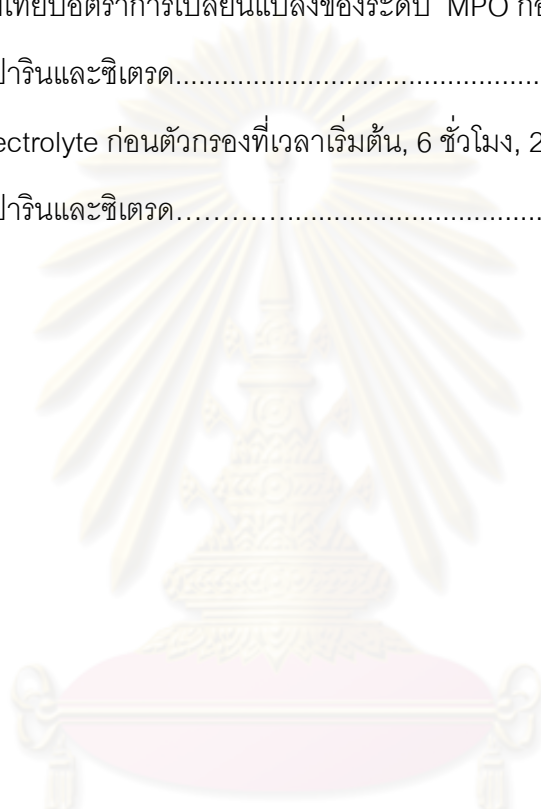 เทียบอัตราการเปลี่ยนแปลงของระดับ MPO
ปารินและซิเตรด...............................................
ectrolyte ก่อนตัวกรองที่เวลาเริ่มต้น, 6 ชั่วโมง, 2
ปารินและซิเตรด…………...................................